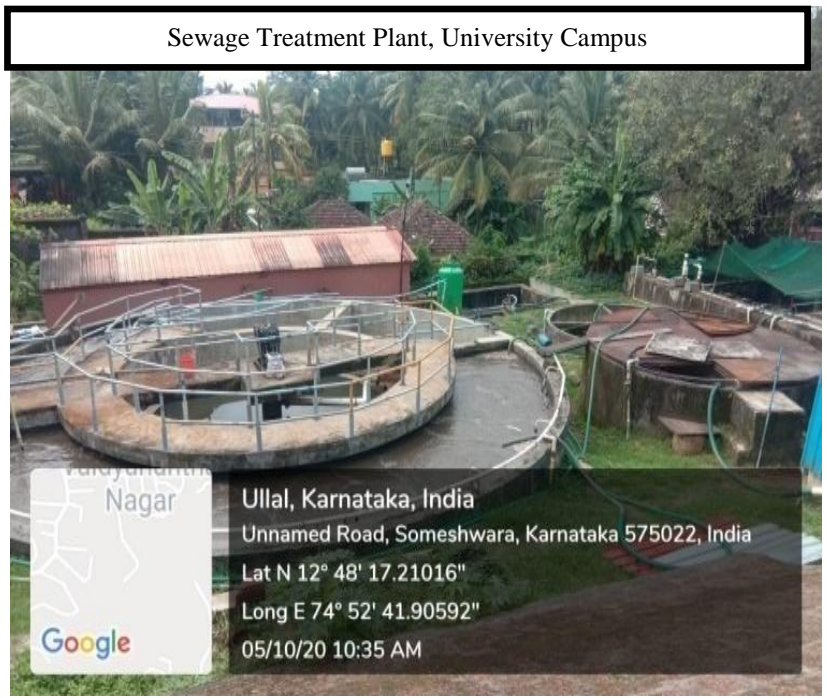 Sewage Treatment Plant, University Campus
Nagar
Google
Ullal, Karnataka, India
Unnamed Road, Someshwara, Karnataka 575022, India
Lat N 12° 48' 17.21016"
Long E 74° 52' 41.90592"
05/10/20 10:35 AM